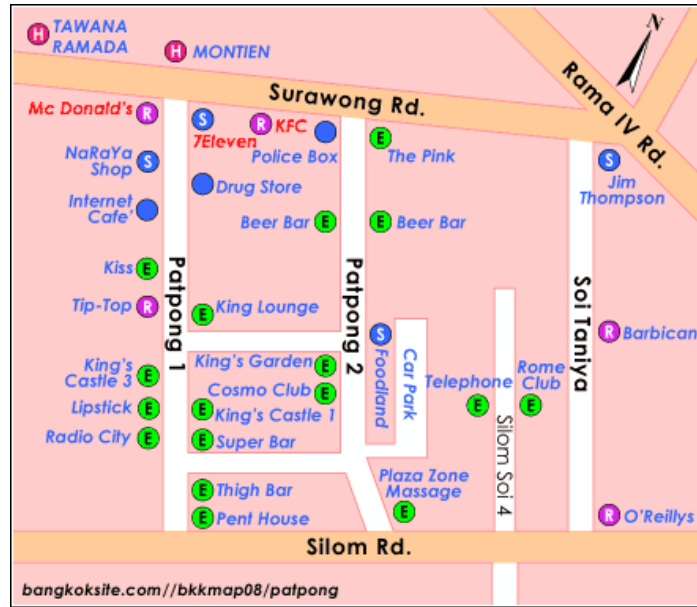 TAWANA
RAMADA
H
H
MONTIEN
N
Surawong Rd.
Rama IV Rd.
Mc Donald's
R
S
7Eleven
R
KFC
Police Box
E
The Pink
NaRaYa
Shop
S
Drug Store
S
Jim
Thompson
Internet
Cafe'
Beer Bar
E
E
Beer Bar
Kiss
E
Patpong 1
Patpong 2
Soi Taniya
Tip-Top
R
E
King Lounge
S
Foodland
Car Park
R
Barbican
King's
Castle 3
E
King's Garden
E
Cosmo Club
E
Telephone
E
Rome
Club
E
Lipstick
E
E
King's Castle 1
Radio City
E
E
Super Bar
Silom Soi 4
E
Thigh Bar
Plaza Zone
Massage
E
E
Pent House
R
O'Reillys
Silom Rd.
bangkoksite.com//bkkmap08/patpong